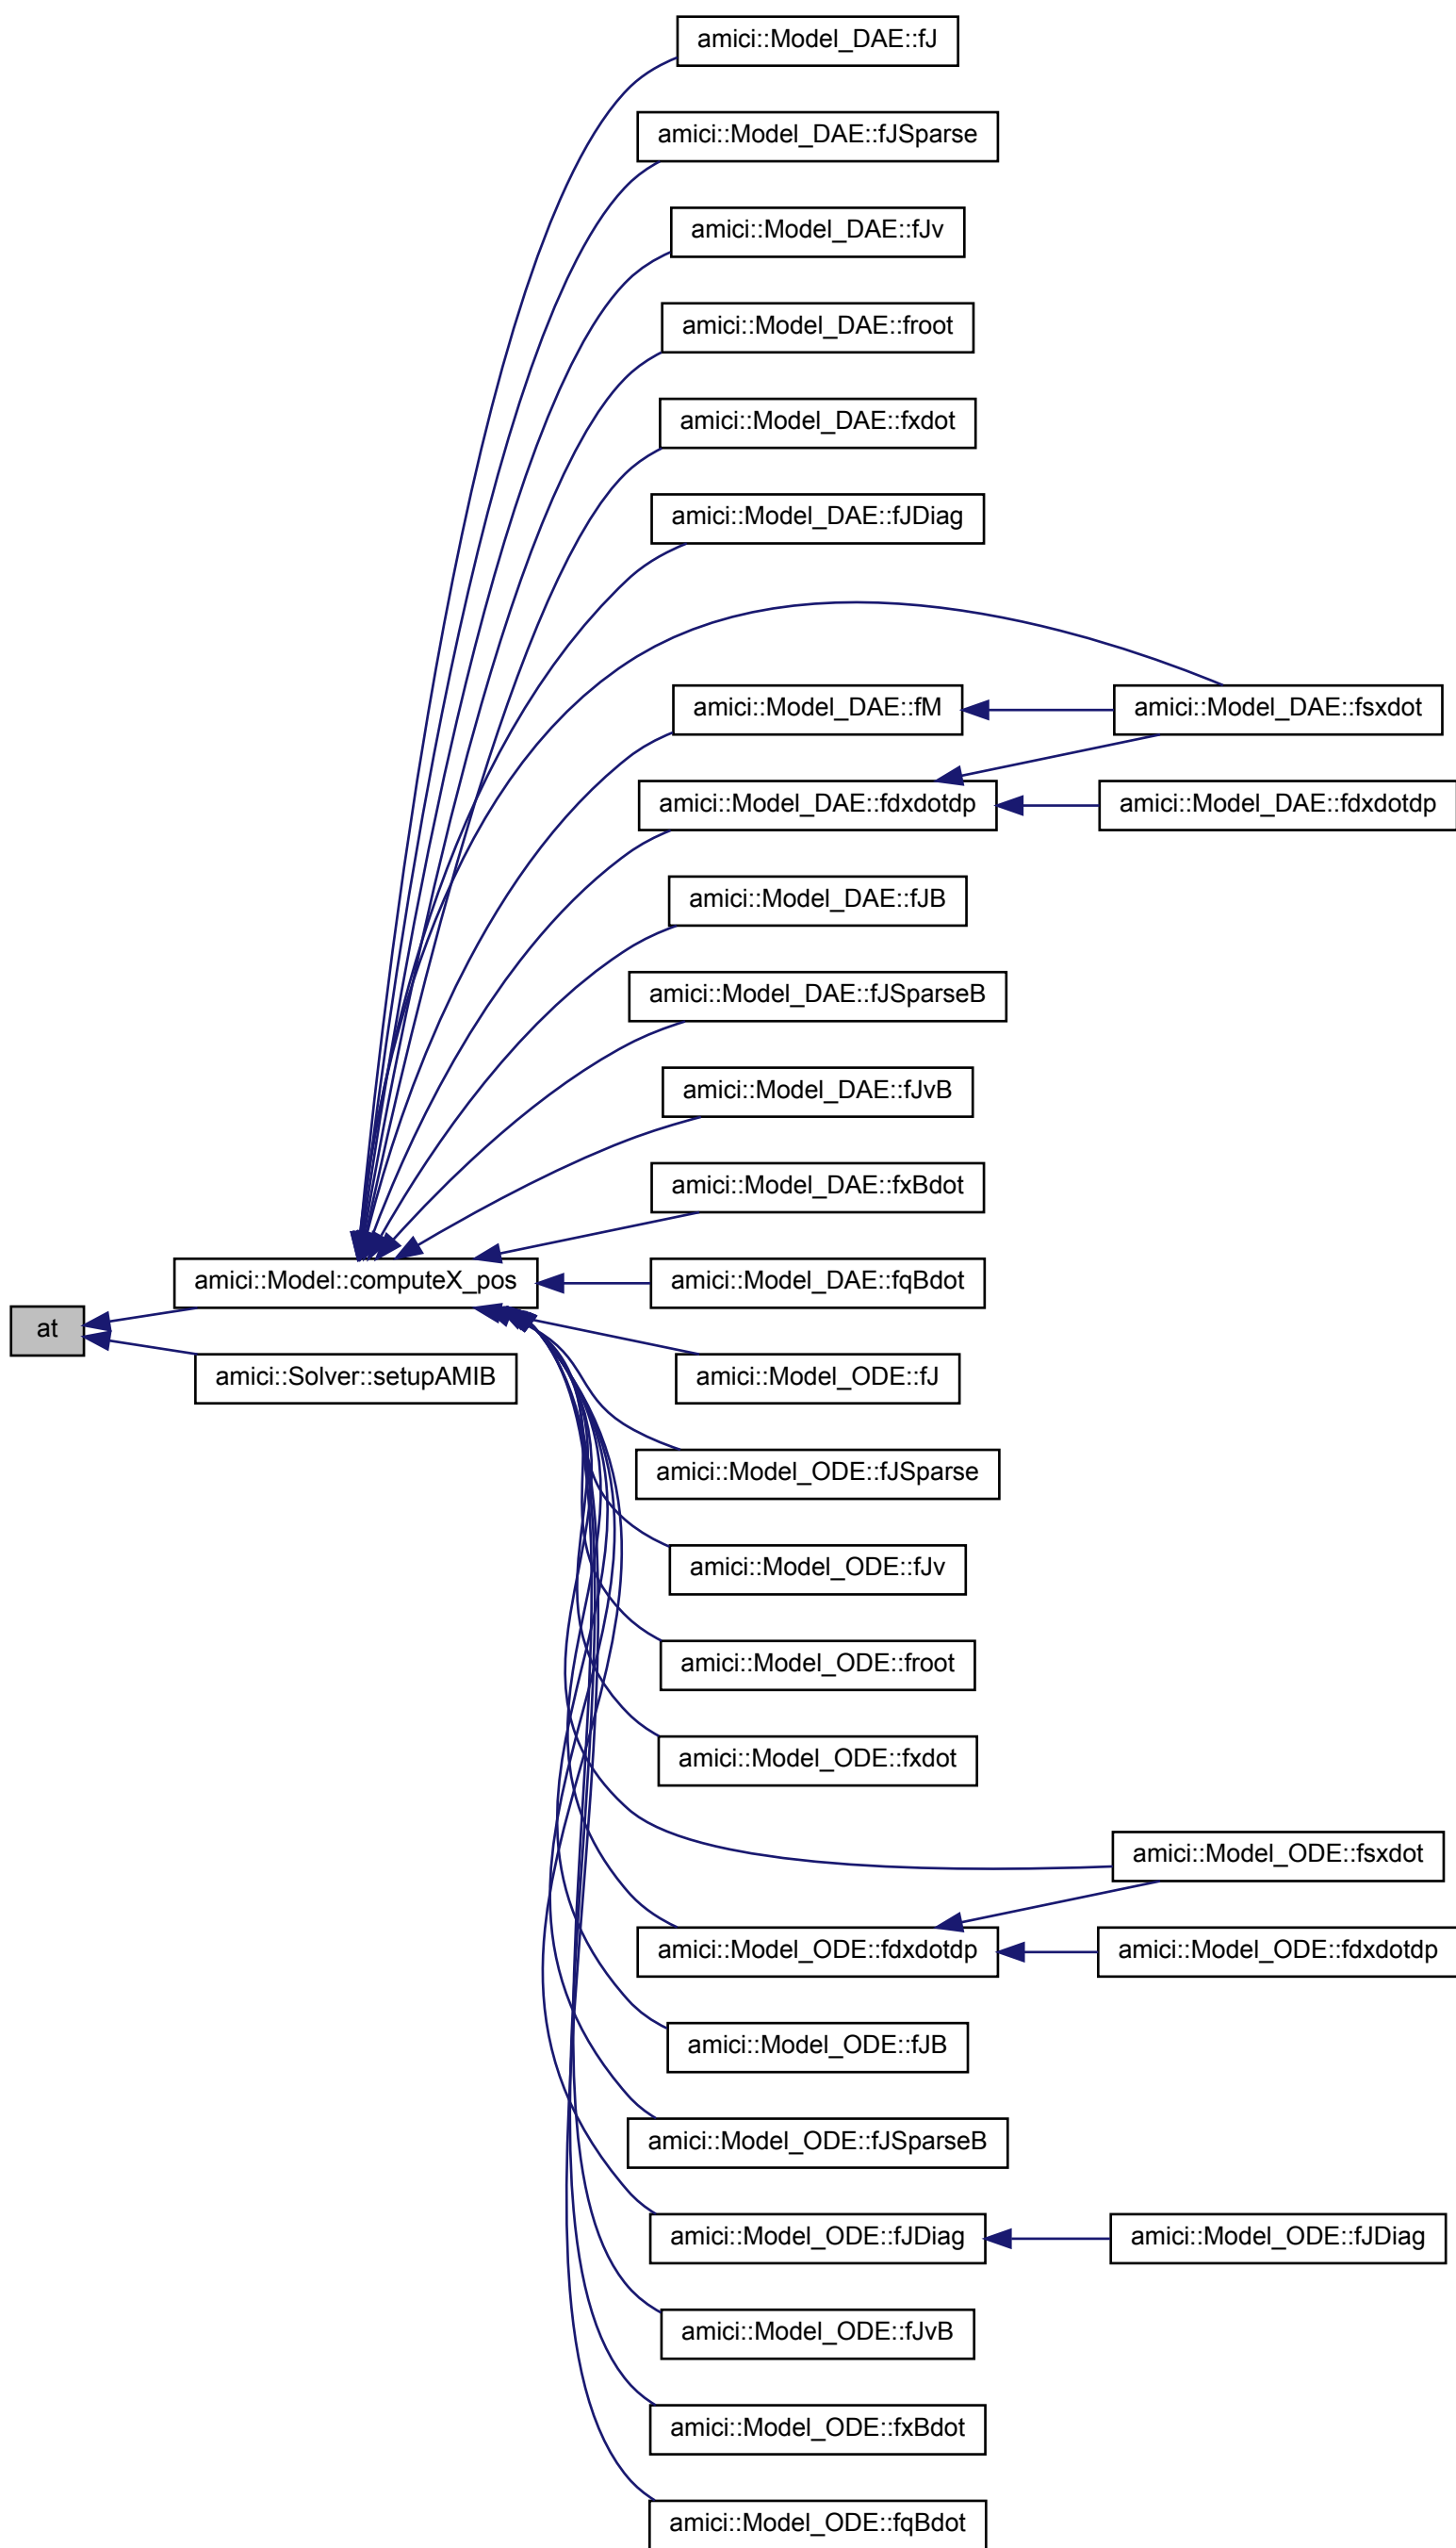 amici::Model_DAE::fJ
amici::Model_DAE::fJSparse
amici::Model_DAE::fJv
amici::Model_DAE::froot
amici::Model_DAE::fxdot
amici::Model_DAE::fJDiag
amici::Model_DAE::fM
amici::Model_DAE::fsxdot
amici::Model_DAE::fdxdotdp
amici::Model_DAE::fdxdotdp
amici::Model_DAE::fJB
amici::Model_DAE::fJSparseB
amici::Model_DAE::fJvB
amici::Model_DAE::fxBdot
amici::Model::computeX_pos
amici::Model_DAE::fqBdot
at
amici::Solver::setupAMIB
amici::Model_ODE::fJ
amici::Model_ODE::fJSparse
amici::Model_ODE::fJv
amici::Model_ODE::froot
amici::Model_ODE::fxdot
amici::Model_ODE::fsxdot
amici::Model_ODE::fdxdotdp
amici::Model_ODE::fdxdotdp
amici::Model_ODE::fJB
amici::Model_ODE::fJSparseB
amici::Model_ODE::fJDiag
amici::Model_ODE::fJDiag
amici::Model_ODE::fJvB
amici::Model_ODE::fxBdot
amici::Model_ODE::fqBdot